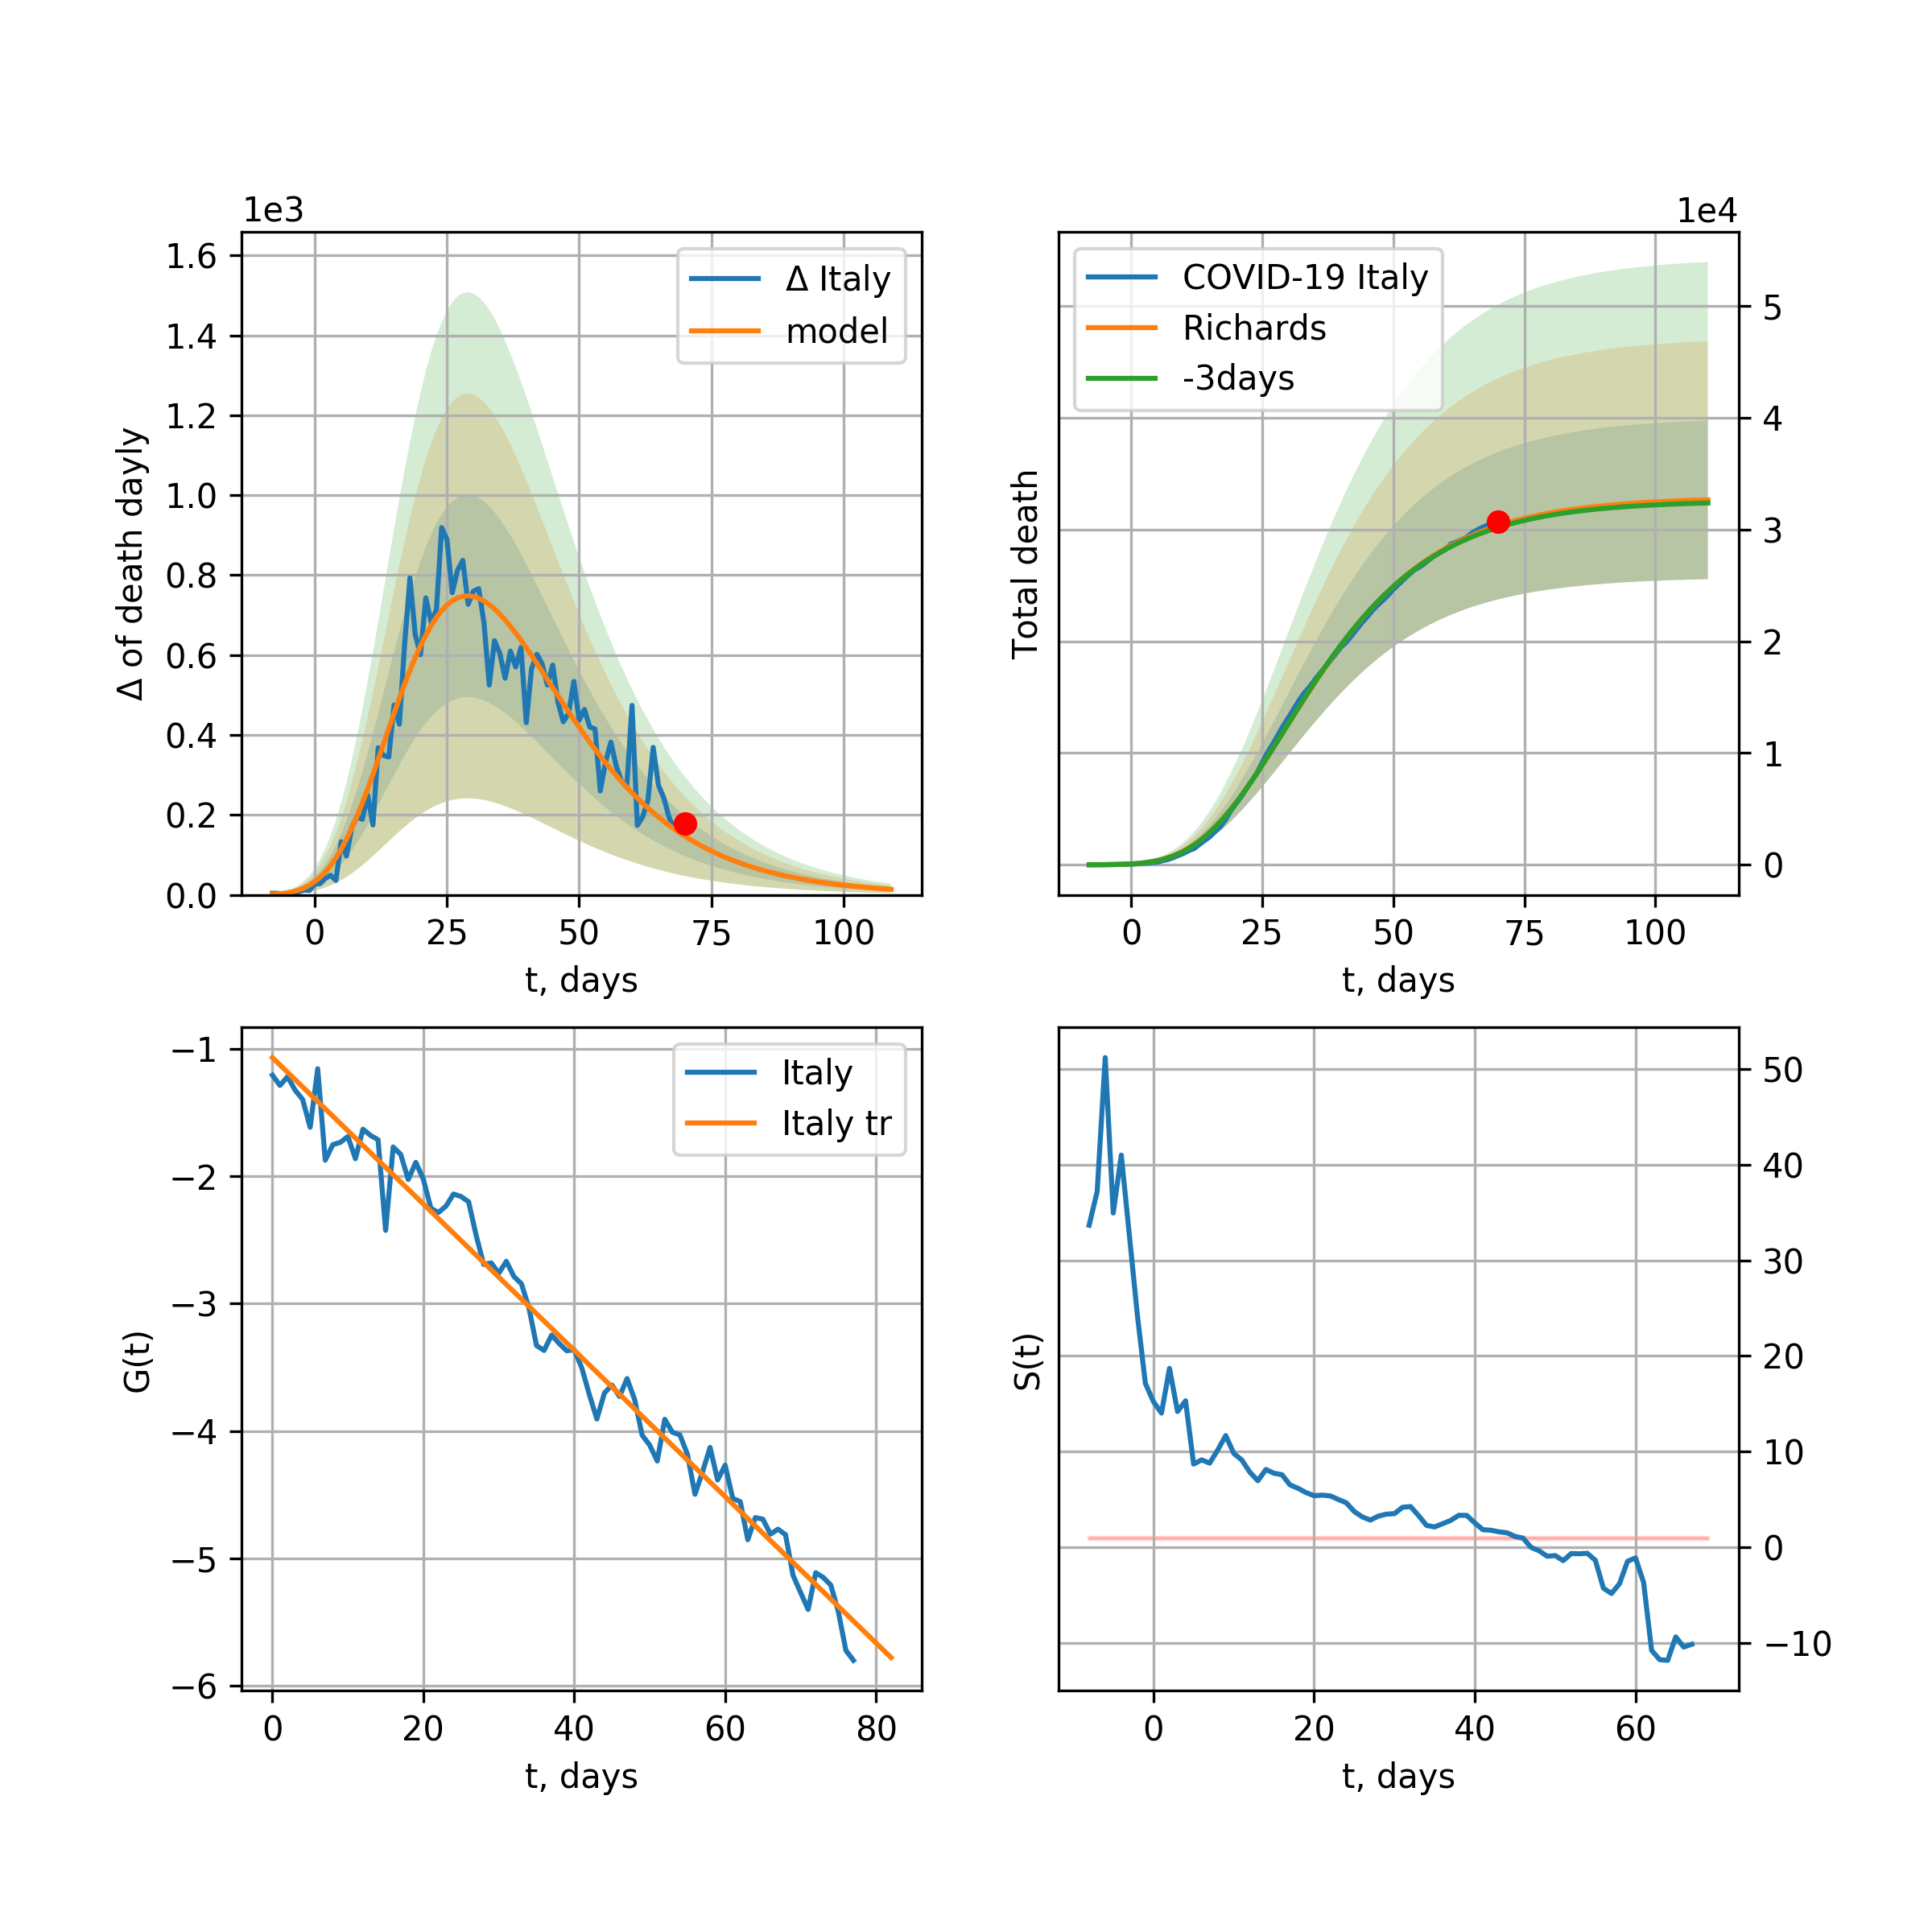 1e3
1.6
1.4
1.2
1.0
0.8
0.6
0.4
0.2
0.0
Δ of death dayly
Δ Italy
model
0 25 50 75 100
t, days
1e4
COVID-19 Italy
Richards
-3days
Total death
5
4
3
2
1
0
0 25 50 75 100
t, days
−1
−2
−3
−4
−5
−6
G(t)
Italy
Italy tr
0 20 40 60 80
t, days
S(t)
50
40
30
20
10
0
−10
0 20 40 60
t, days